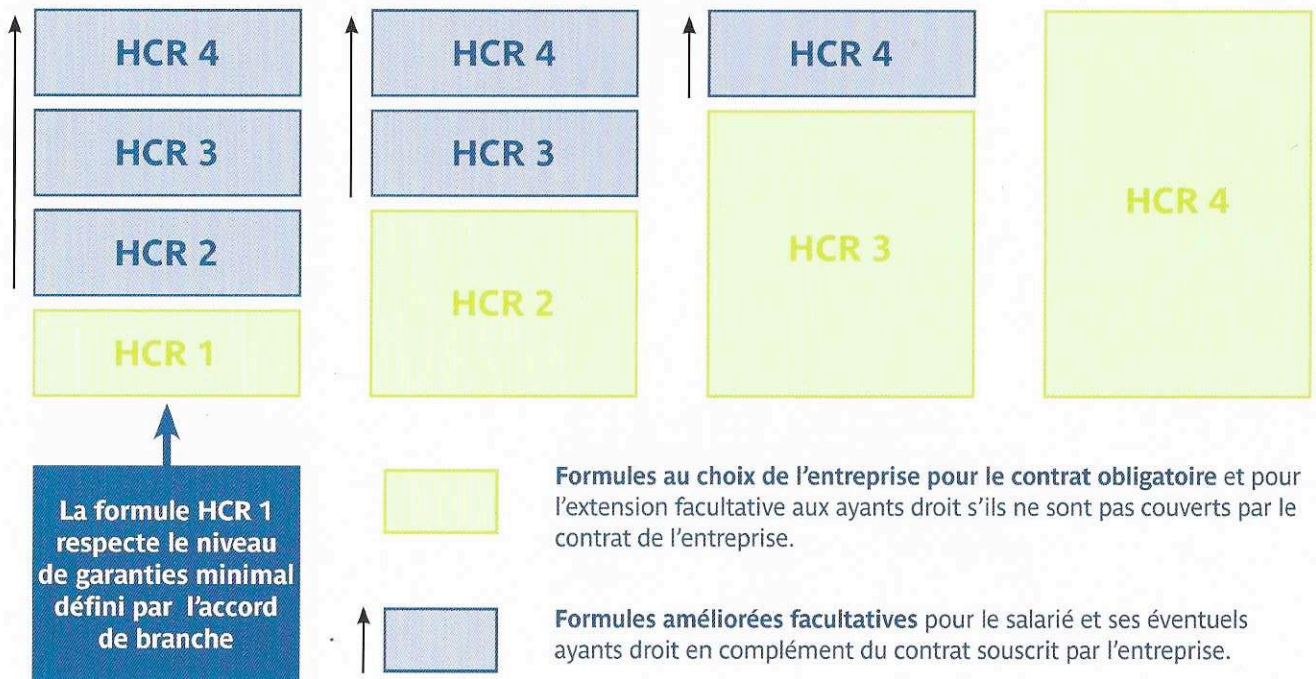 HCR 4
HCR 3
HCR 2
HCR 1
HCR 4
HCR 3
HCR 2
HCR 4
HCR 3
HCR 4
La formule HCR 1
respecte le niveau
de garanties minimal
défini par l'accord
de branche
Formules au choix de l'entreprise pour le contrat obligatoire et pour
l'extension facultative aux ayants droit s'ils ne sont pas couverts par le
contrat de l'entreprise.
Formules améliorées facultatives pour le salarié et ses éventuels
ayants droit en complément du contrat souscrit par l'entreprise.